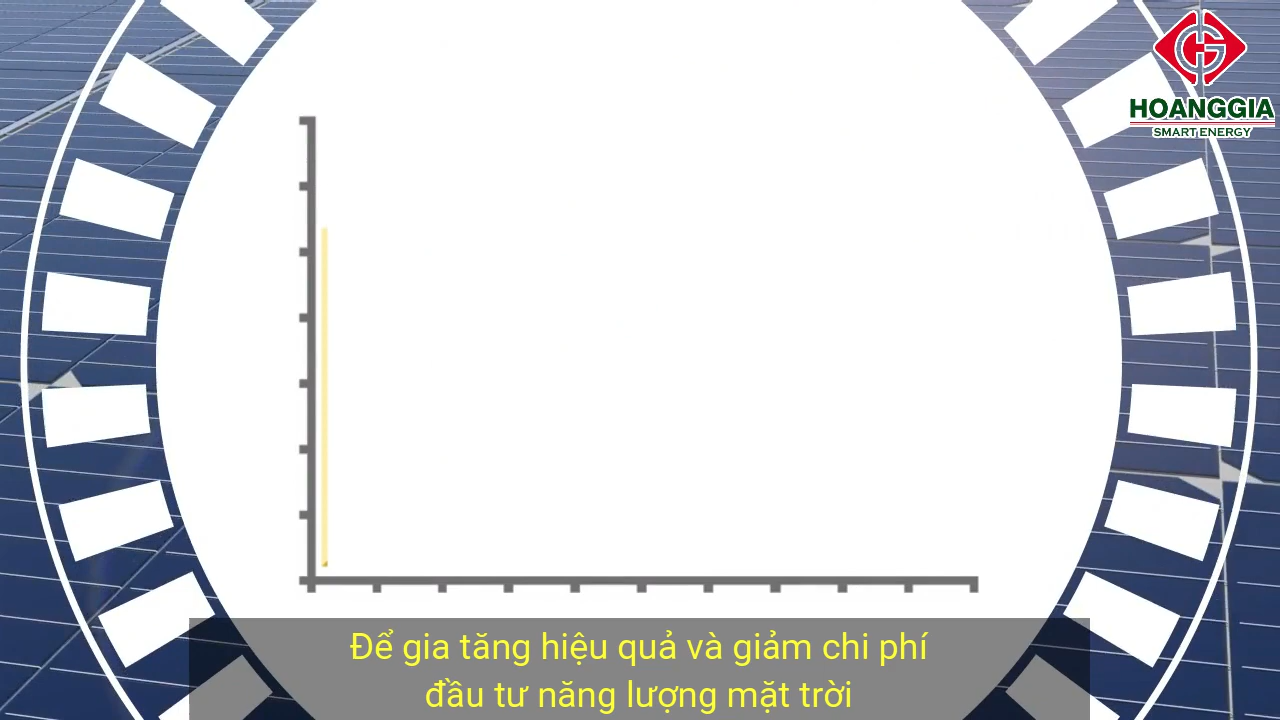 HOANGGIA
SMART ENERGY
Để gia tăng hiệu quả và giảm chi phí
đầu tư năng lượng mặt trời